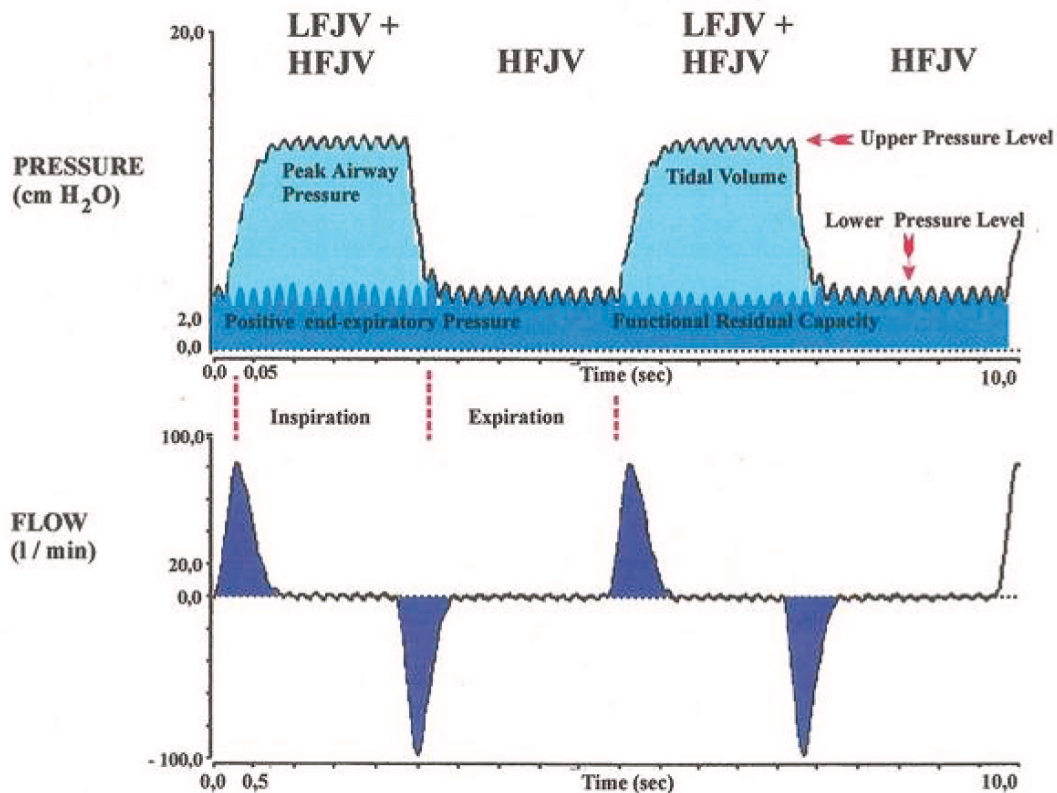 LFJV +
HFJV
HFJV
LFJV +
HFJV
HFJV
20,0
PRESSURE
(cm H₂O)
Peak Airway
Pressure
Tidal Volume
Upper Pressure Level
Lower Pressure Level
2,0
0,0
Positive end-expiratory Pressure
Functional Residual Capacity
0,0 0,05
Time (sec)
10,0
Inspiration
Expiration
100,0
FLOW
(l / min)
20,0
0,0
- 100,0
0,0 0,5
Time (sec)
10,0